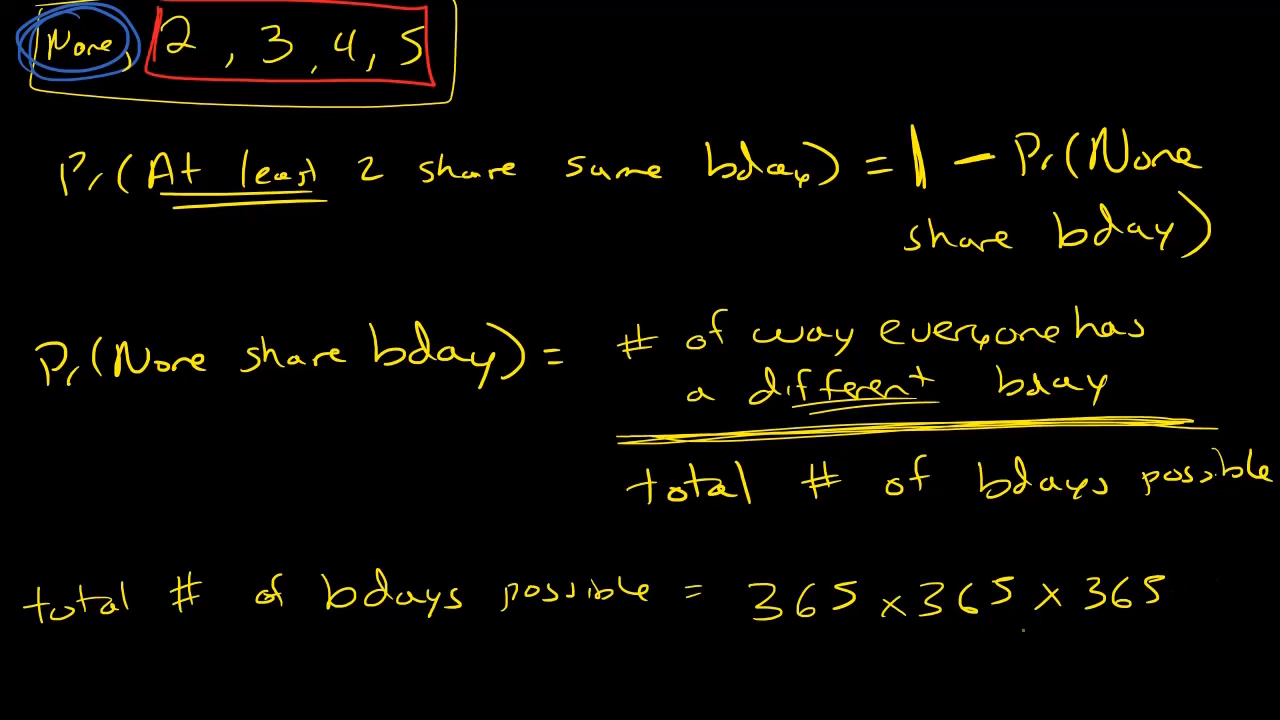 None, 2, 3, 4, 5
Pr(At least 2 share same bday) = 1 - Pr(None
share bday)
Pr(None share bday) =
# of way everyone has
a different bday
total # of bdays possible
total # of bdays possible = 365 x 365 x 365